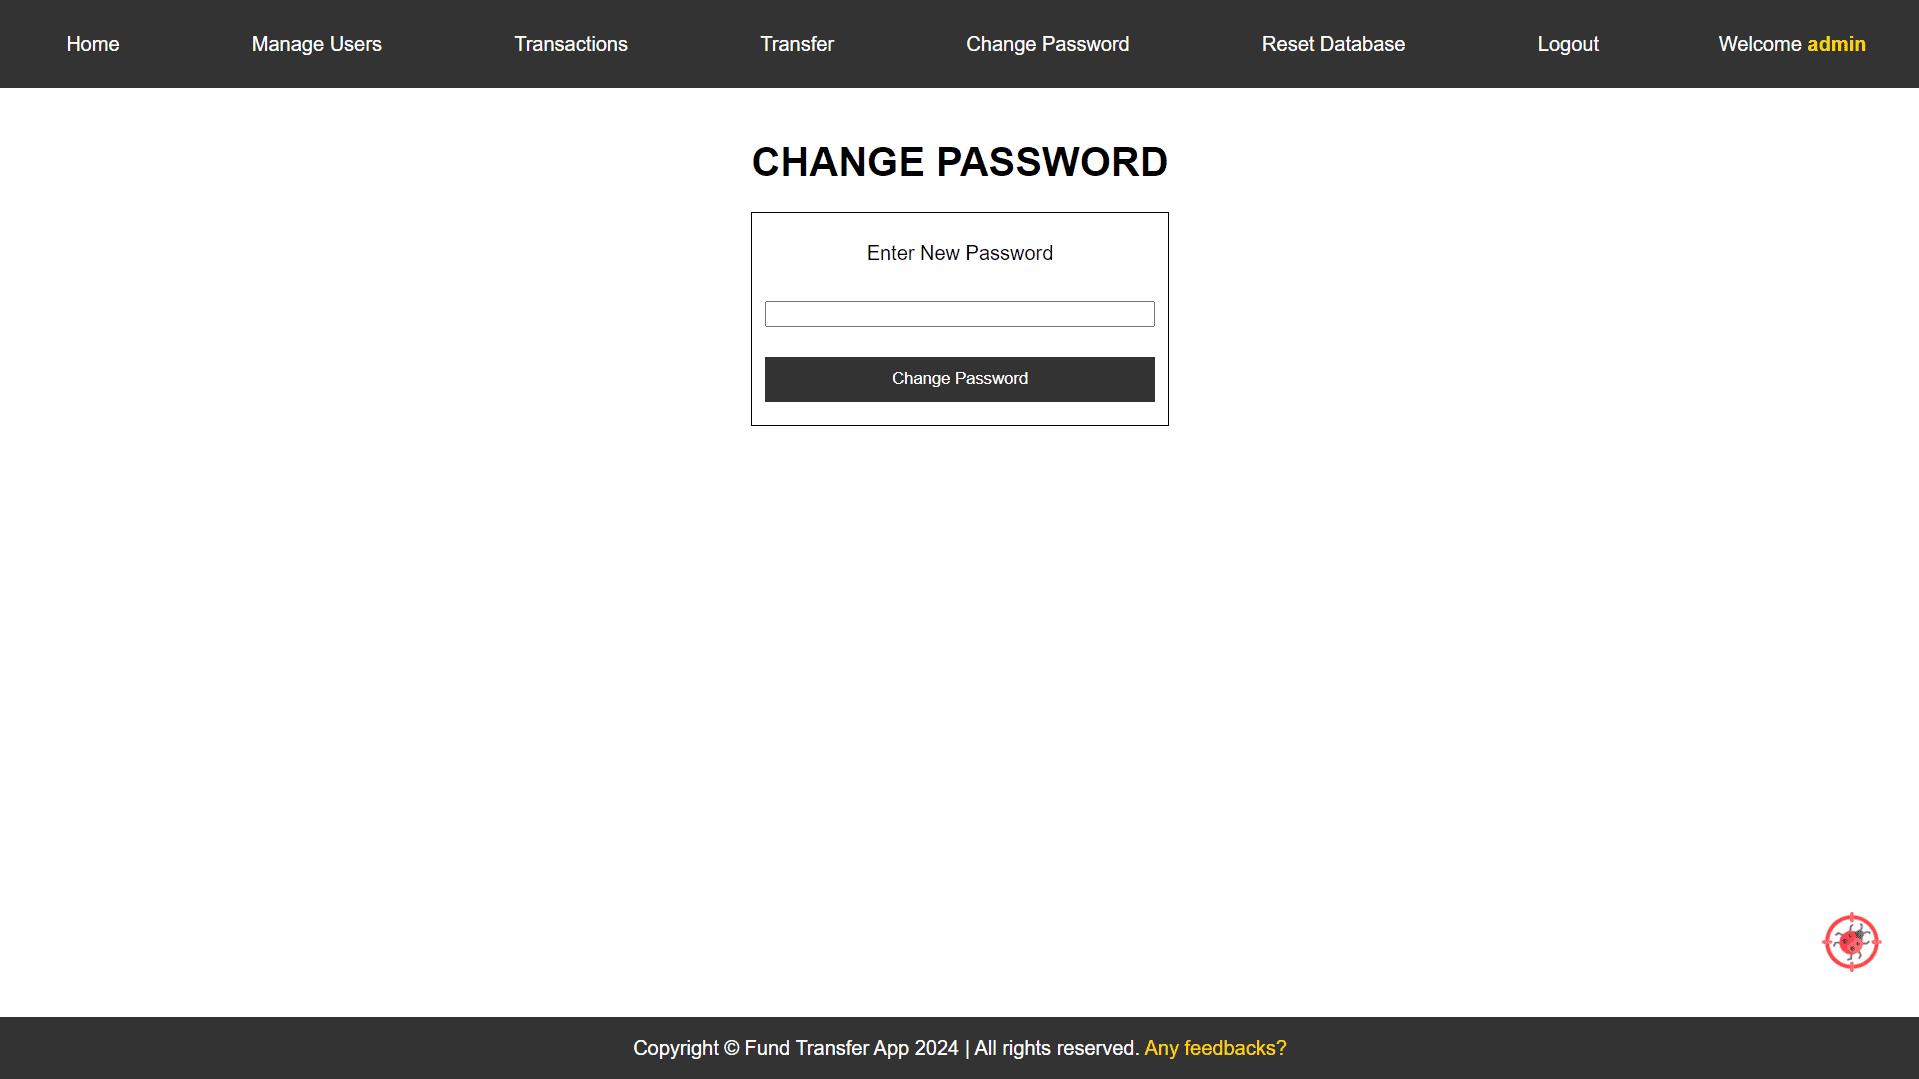 Home Manage Users Transactions Transfer Change Password Reset Database Logout Welcome admin
CHANGE PASSWORD
Enter New Password
Change Password
Copyright © Fund Transfer App 2024 | All rights reserved. Any feedbacks?